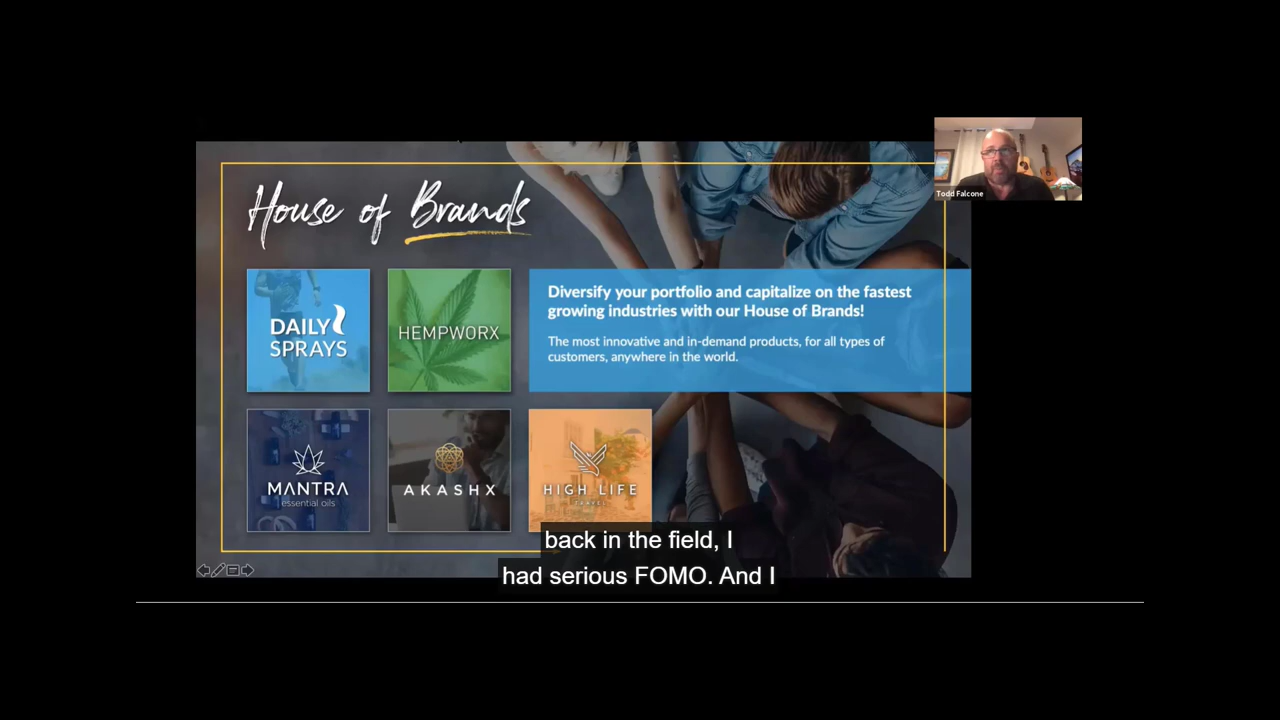 Todd Falcone
House of Brands
DAILY
SPRAYS
HEMPWORX
Diversify your portfolio and capitalize on the fastest
growing industries with our House of Brands!
The most innovative and in-demand products, for all types of
customers, anywhere in the world.
MANTRA
essential oils
AKASHX
HIGH LIFE
TRAVEL
back in the field, I
had serious FOMO. And I